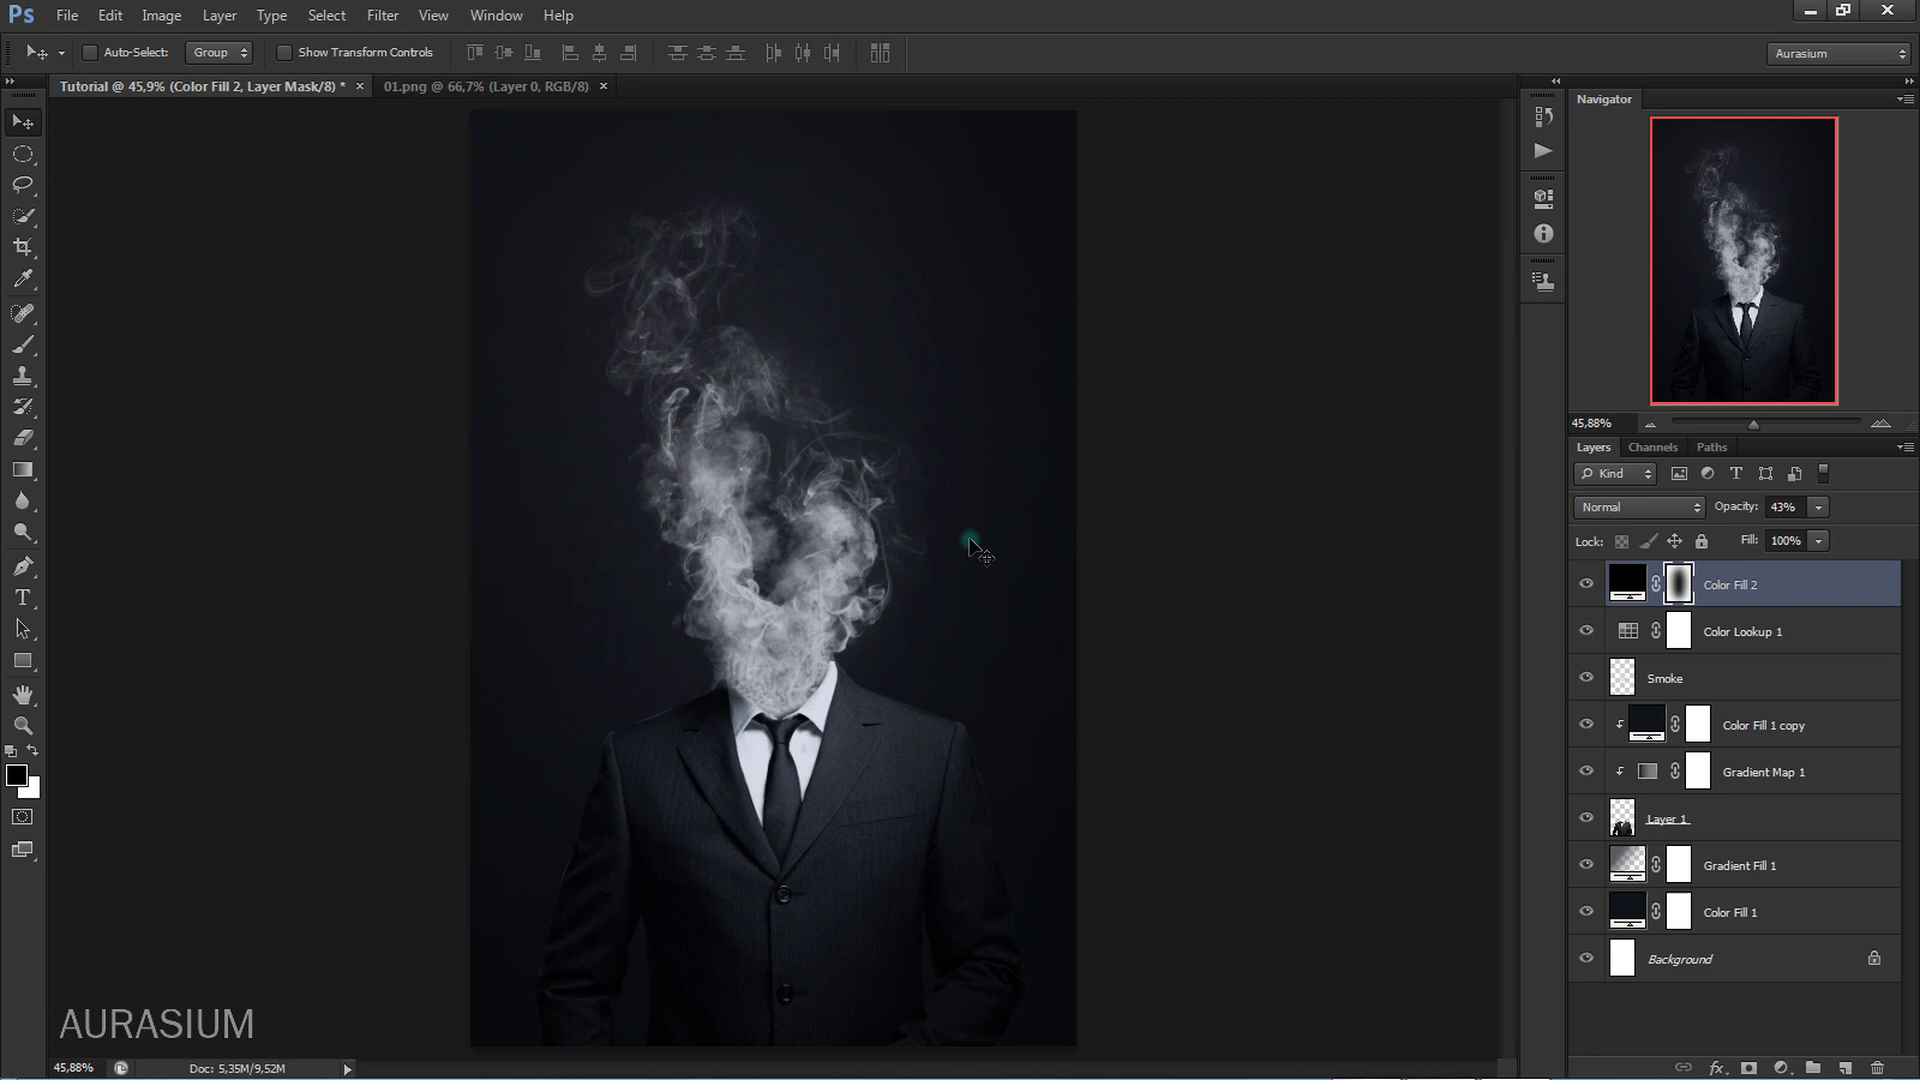 Ps File Edit Image Layer Type Select Filter View Window Help
Auto-Select: Group Show Transform Controls Aurasium
Tutorial @ 45,9% (Color Fill 2, Layer Mask/8) * × 01.png @ 66,7% (Layer 0, RGB/8) ×
Navigator
45,88%
Layers Channels Paths
Kind
Normal Opacity: 43%
Lock: Fill: 100%
Color Fill 2
Color Lookup 1
Smoke
Color Fill 1 copy
Gradient Map 1
Layer 1
Gradient Fill 1
Color Fill 1
Background
AURASIUM
45,88% Doc: 5,35M/9,52M
fx